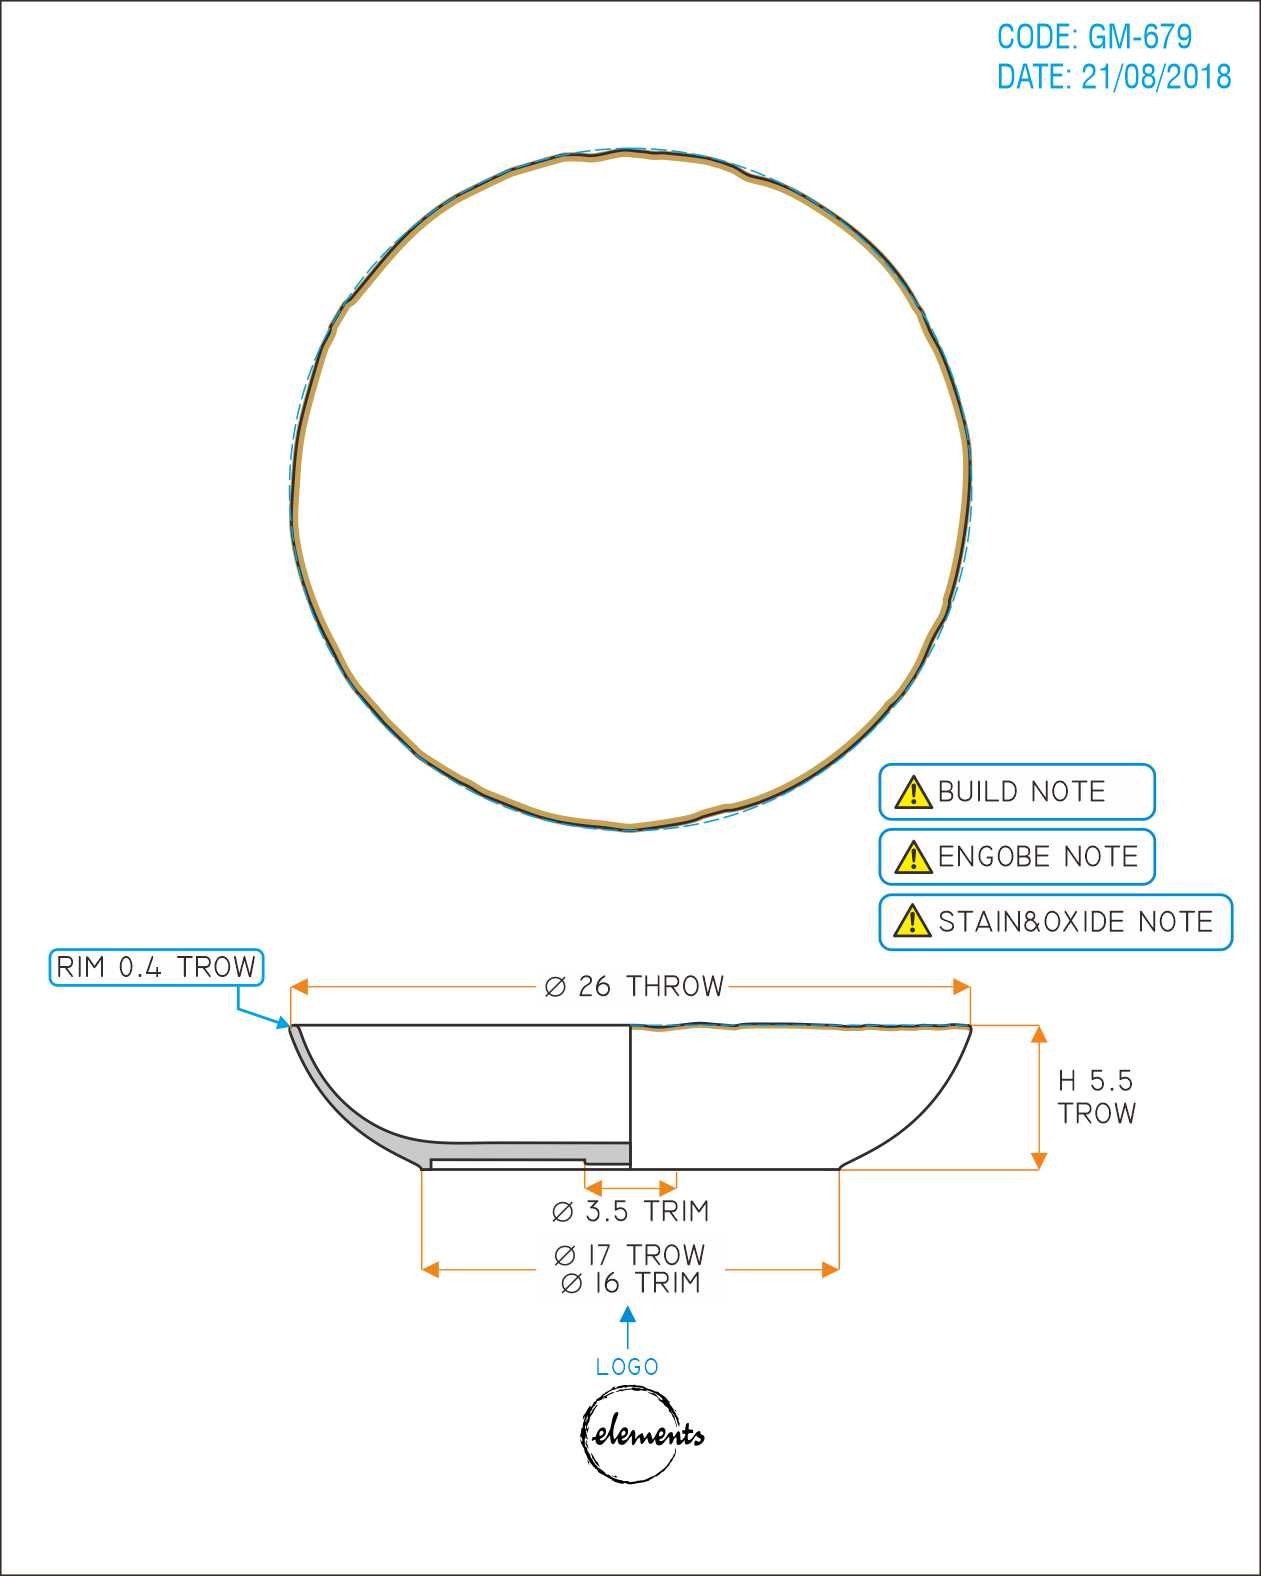 CODE: GM-679
DATE: 21/08/2018
BUILD NOTE
ENGOBE NOTE
STAIN&OXIDE NOTE
RIM 0.4 TROW
Ø 26 THROW
H 5.5
TROW
Ø 3.5 TRIM
Ø 17 TROW
Ø 16 TRIM
LOGO
elements